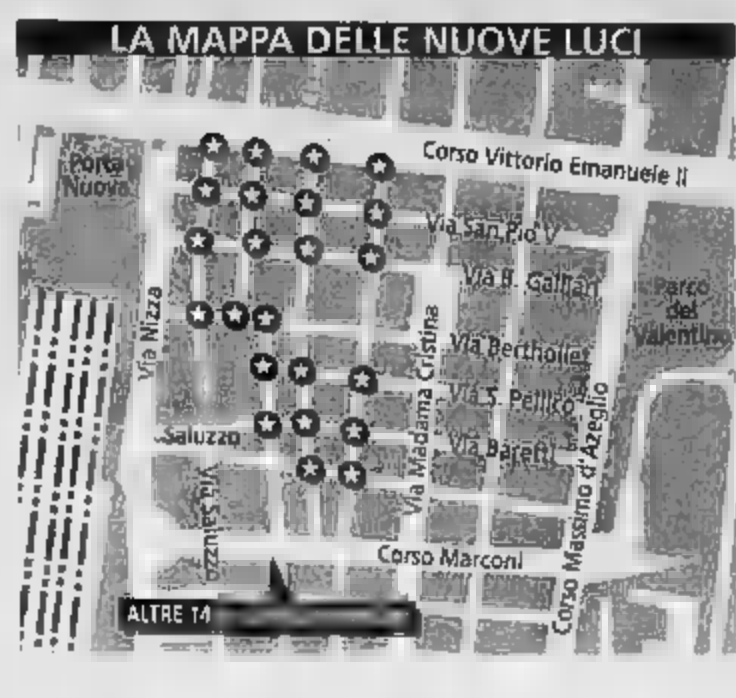 LA MAPPA DELLE NUOVE LUCI
Corso Vittorio Emanuele II
Porta
Nuova
Via San Pio V
Via B. Galliari
Parco
del
Valentino
Via Nizza
Via Madama Cristina
Via Berthollet
Via S. Pellico
Via Baretti
Saluzzo
Via Saluzzo
Corso Massimo d'Azeglio
Corso Marconi
ALTRE 14